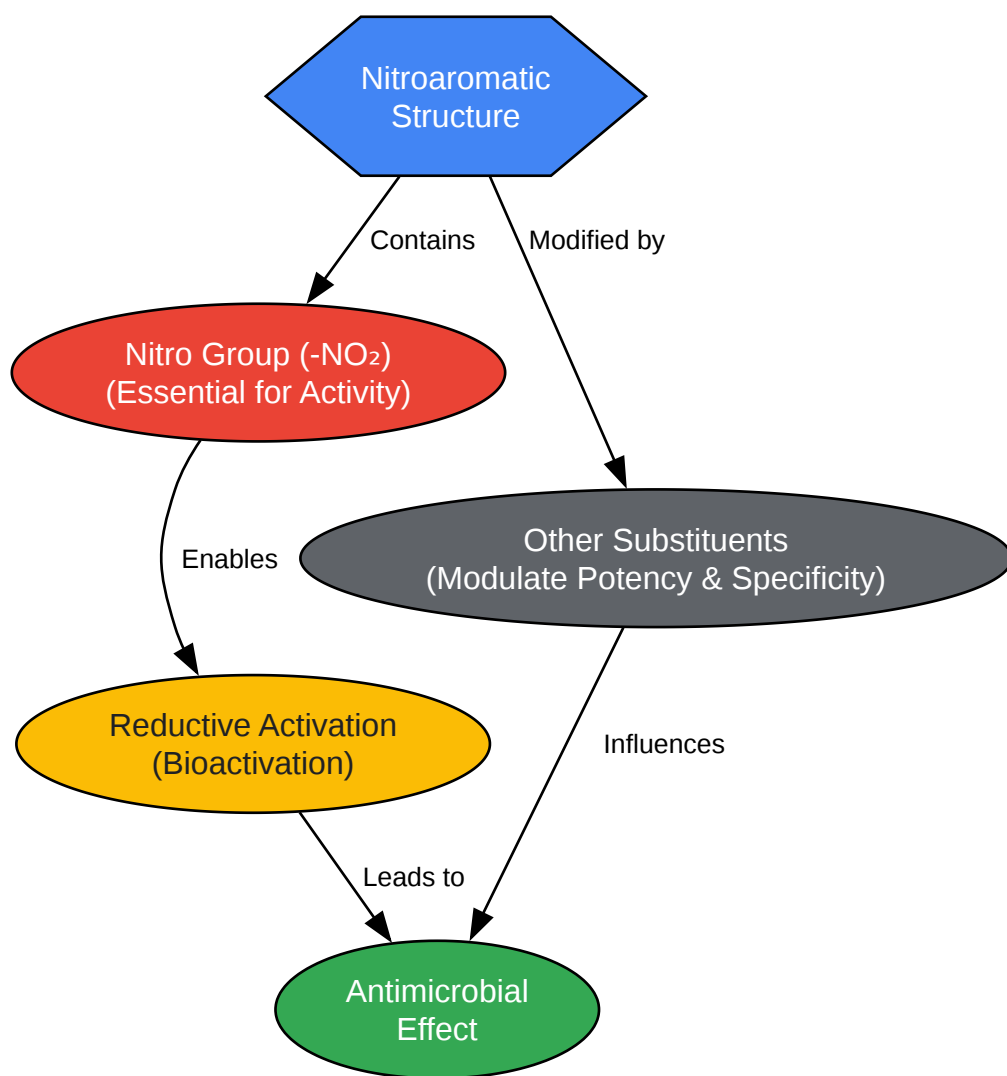 Nitroaromatic
Structure
Contains
Modified by
Nitro Group (-NO₂)
(Essential for Activity)
Other Substituents
(Modulate Potency & Specificity)
Enables
Reductive Activation
(Bioactivation)
Influences
Leads to
Antimicrobial
Effect